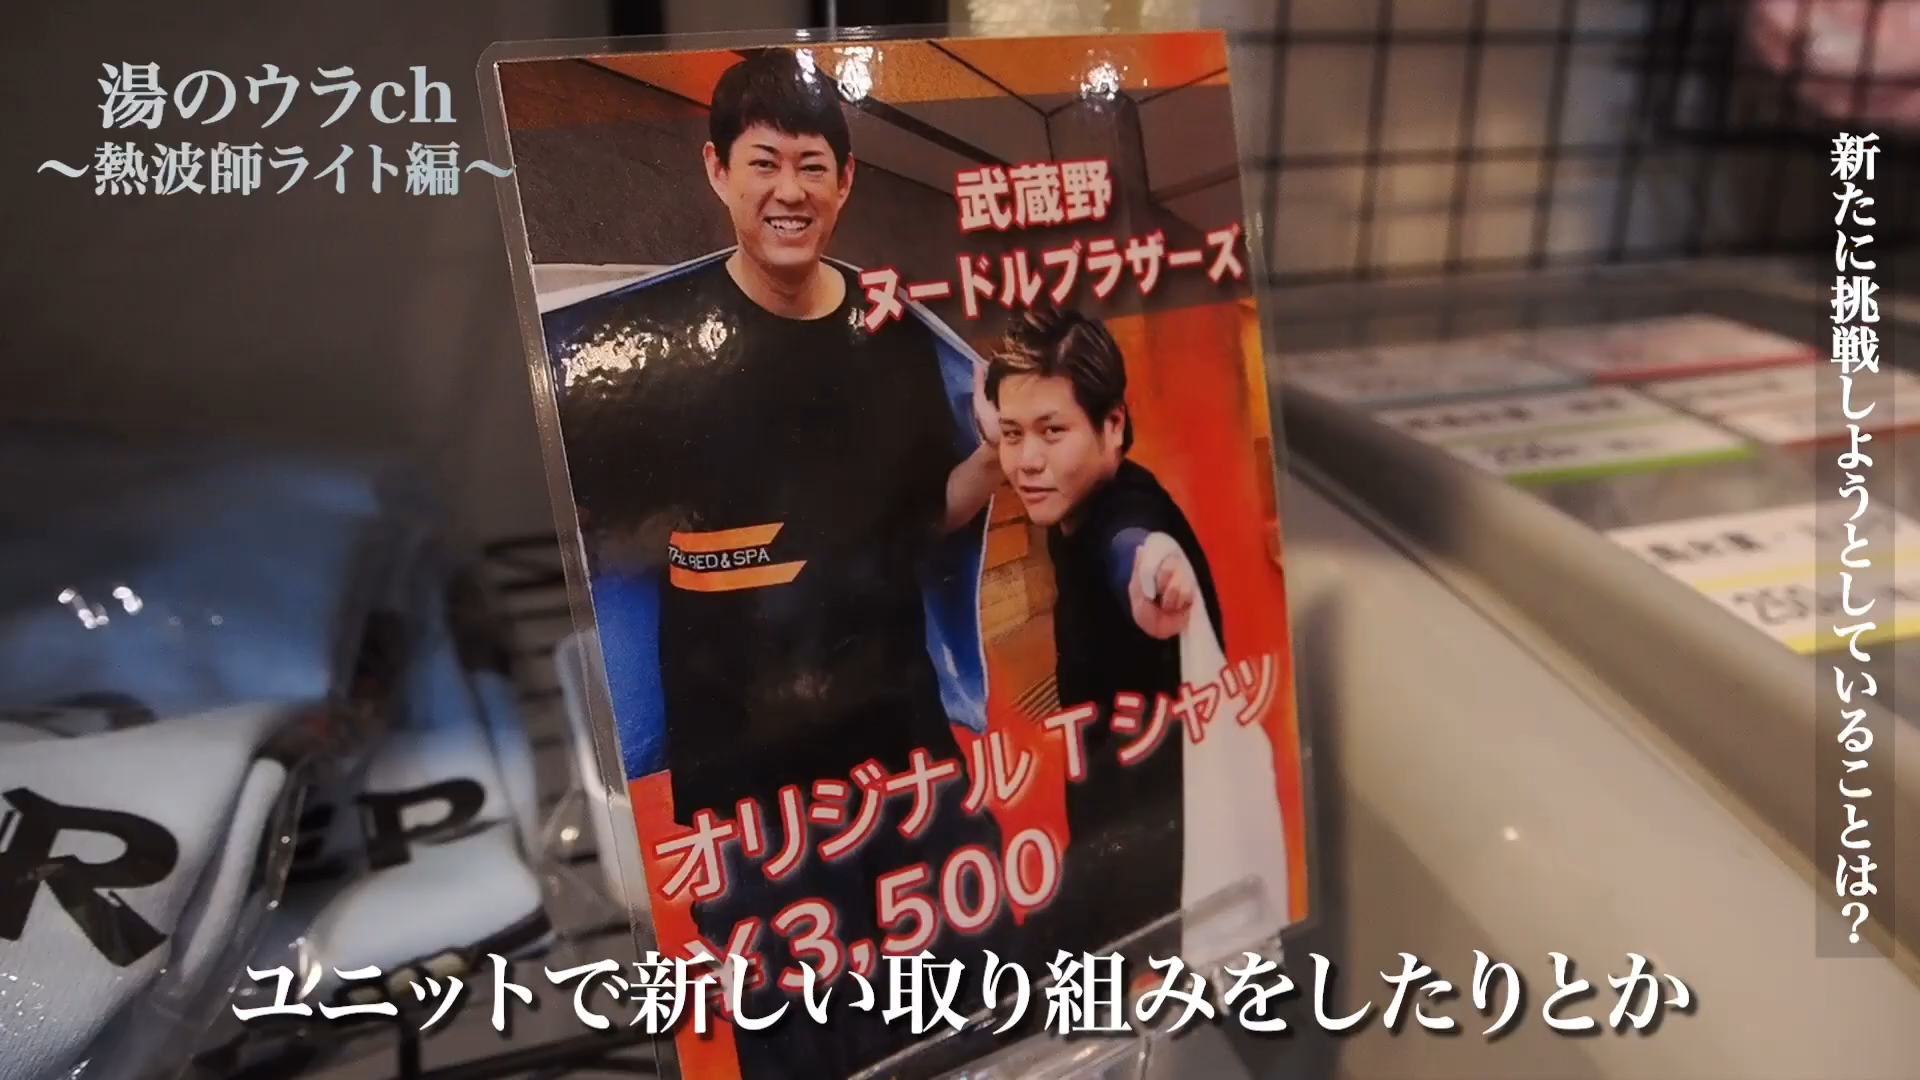 湯のウラch
～熱波師ライト編～
新たに挑戦しようとしていることは?
武蔵野
ヌードルブラザーズ
THE BED & SPA
オリジナルTシャツ
¥3,500
R
ER
250
ユニットで新しい取り組みをしたりとか